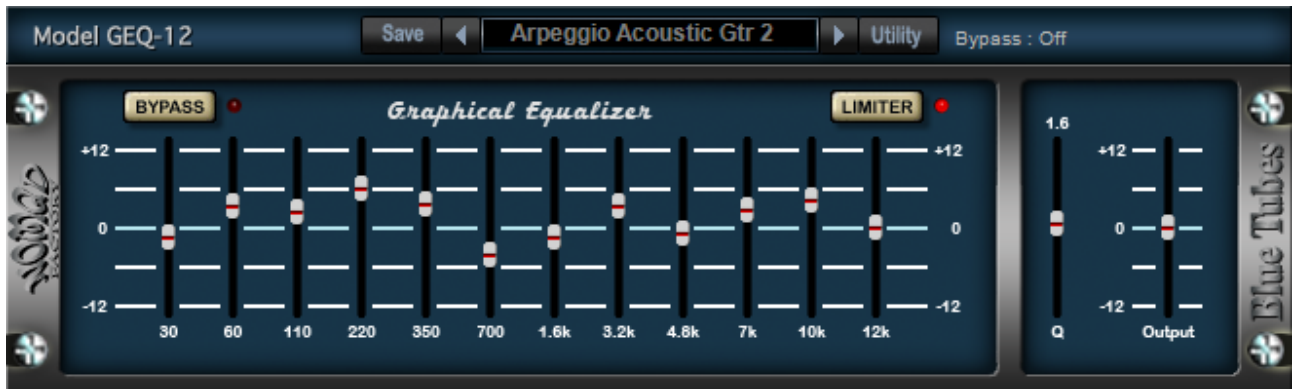 Model GEQ-12
Save
Arpeggio Acoustic Gtr 2
Utility
Bypass : Off
BYPASS
Graphical Equalizer
LIMITER
+12 +12
0 0
-12 -12
30 60 110 220 350 700 1.6k 3.2k 4.8k 7k 10k 12k
1.6
+12
0
-12
Q Output
NOMAD
FACTORY
Blue Tubes